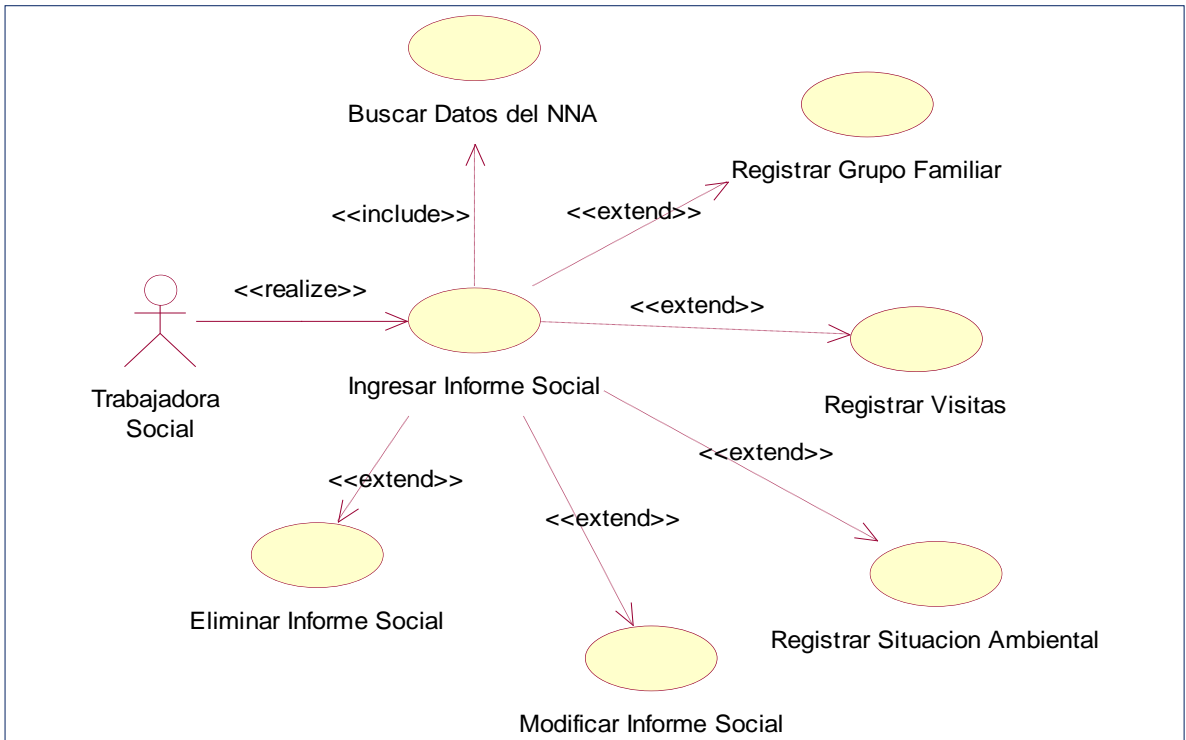 Buscar Datos del NNA
Registrar Grupo Familiar
<<include>>
<<extend>>
<<realize>>
<<extend>>
Ingresar Informe Social
Trabajadora
Social
Registrar Visitas
<<extend>>
<<extend>>
<<extend>>
Eliminar Informe Social
Registrar Situacion Ambiental
Modificar Informe Social